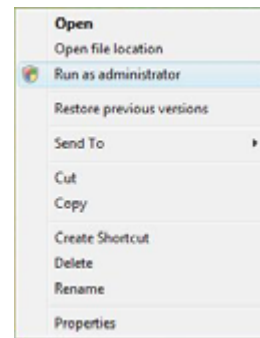 Open
Open file location
Run as administrator
Restore previous versions
Send To
Cut
Copy
Create Shortcut
Delete
Rename
Properties